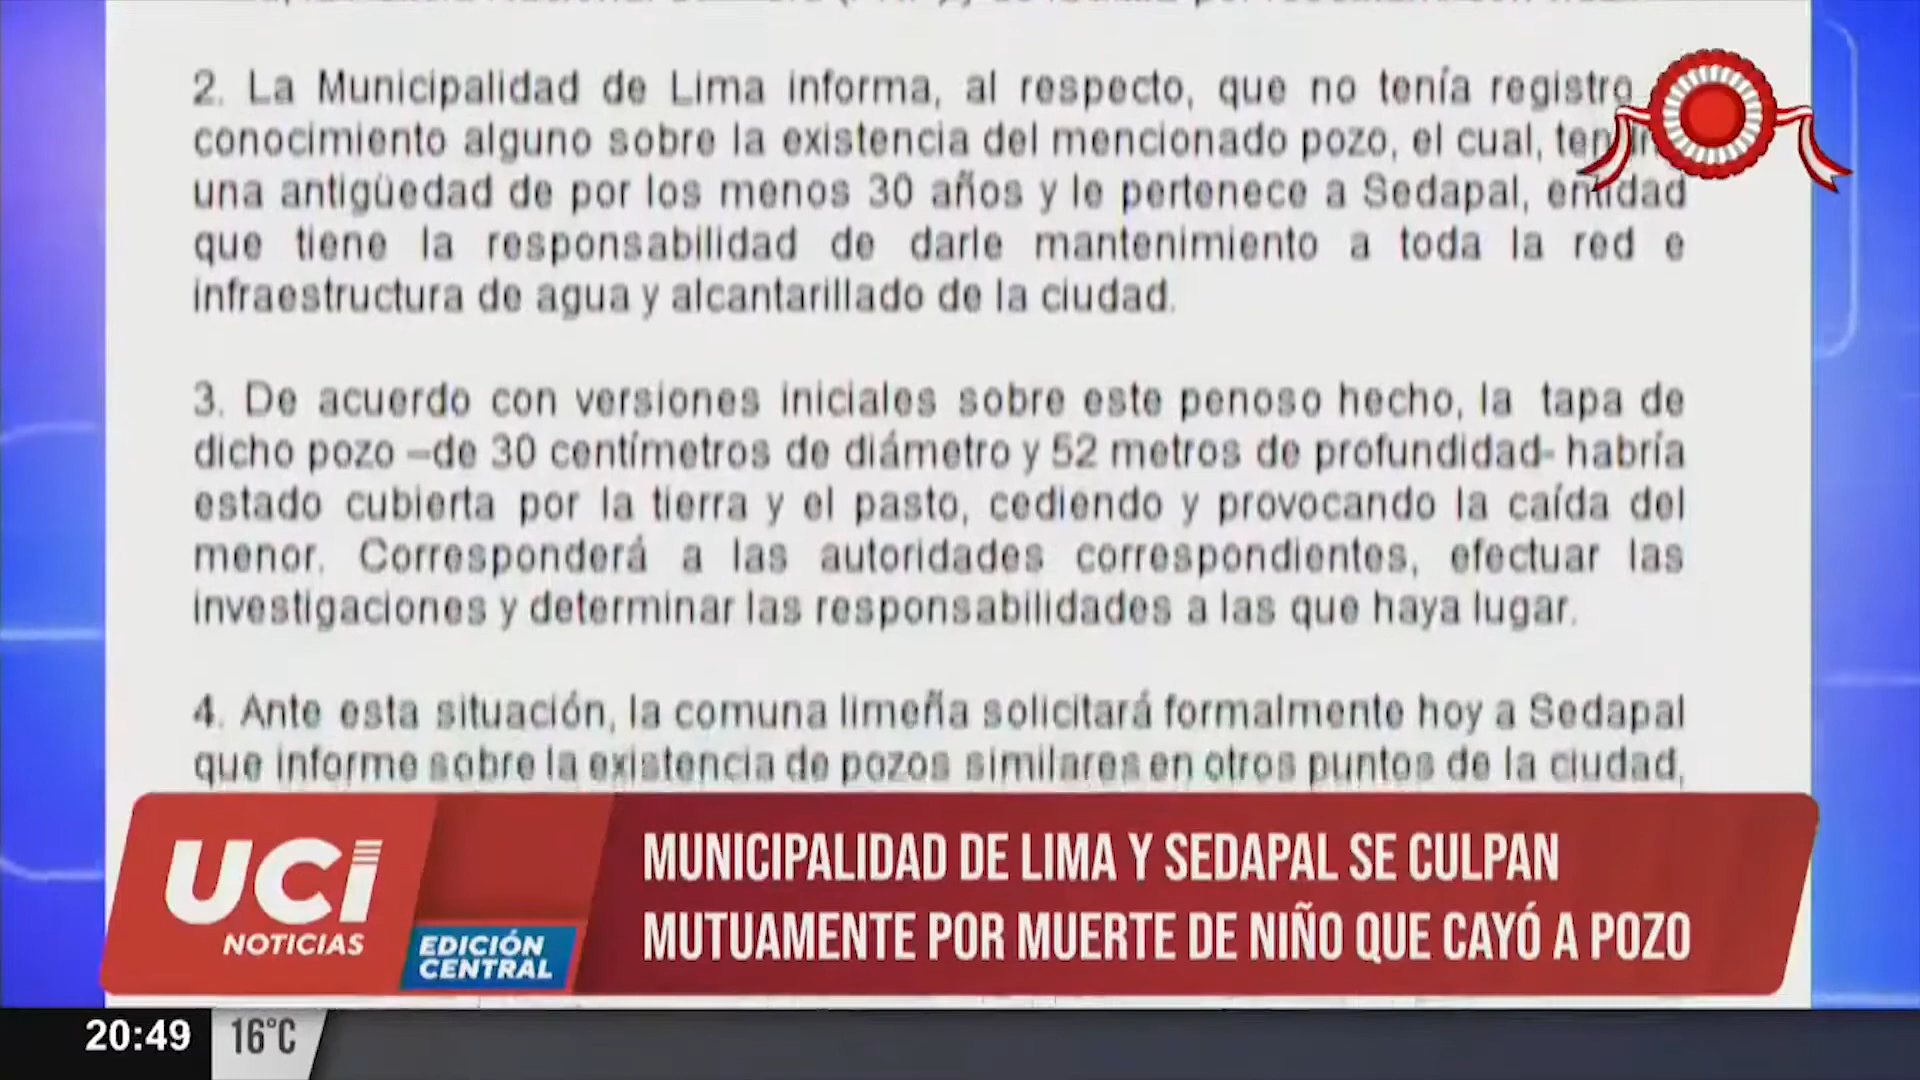 2. La Municipalidad de Lima informa, al respecto, que no tenía registro
conocimiento alguno sobre la existencia del mencionado pozo, el cual,
una antigüedad de por los menos 30 años y le pertenece a Sedapal, entidad
que tiene la responsabilidad de darle mantenimiento a toda la red e
infraestructura de agua y alcantarillado de la ciudad.
3. De acuerdo con versiones iniciales sobre este penoso hecho, la tapa de
dicho pozo –de 30 centímetros de diámetro y 52 metros de profundidad- habría
estado cubierta por la tierra y el pasto, cediendo y provocando la caída del
menor. Corresponderá a las autoridades correspondientes, efectuar las
investigaciones y determinar las responsabilidades a las que haya lugar.
4. Ante esta situación, la comuna limeña solicitará formalmente hoy a Sedapal
que informe sobre la existencia de pozos similares en otros puntos de la ciudad,
UCI
NOTICIAS
EDICIÓN
CENTRAL
MUNICIPALIDAD DE LIMA Y SEDAPAL SE CULPAN
MUTUAMENTE POR MUERTE DE NIÑO QUE CAYÓ A POZO
20:49
16°C